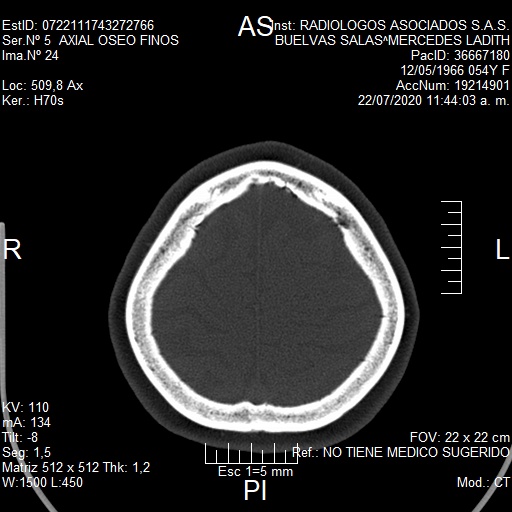 EstID: 0722111743272766
Ser.Nº 5 AXIAL OSEO FINOS
Ima.Nº 24
Loc: 509,8 Ax
Ker.: H70s
AS
Inst: RADIOLOGOS ASOCIADOS S.A.S.
BUELVAS SALAS^MERCEDES LADITH
PacID: 36667180
12/05/1966 054Y F
AccNum: 19214901
22/07/2020 11:44:03 a. m.
R
L
KV: 110
mA: 134
Tilt: -8
Seg: 1,5
Matriz 512 x 512 Thk: 1,2
W:1500 L:450
Esc 1=5 mm
PI
FOV: 22 x 22 cm
Ref.: NO TIENE MEDICO SUGERIDO
Mod.: CT